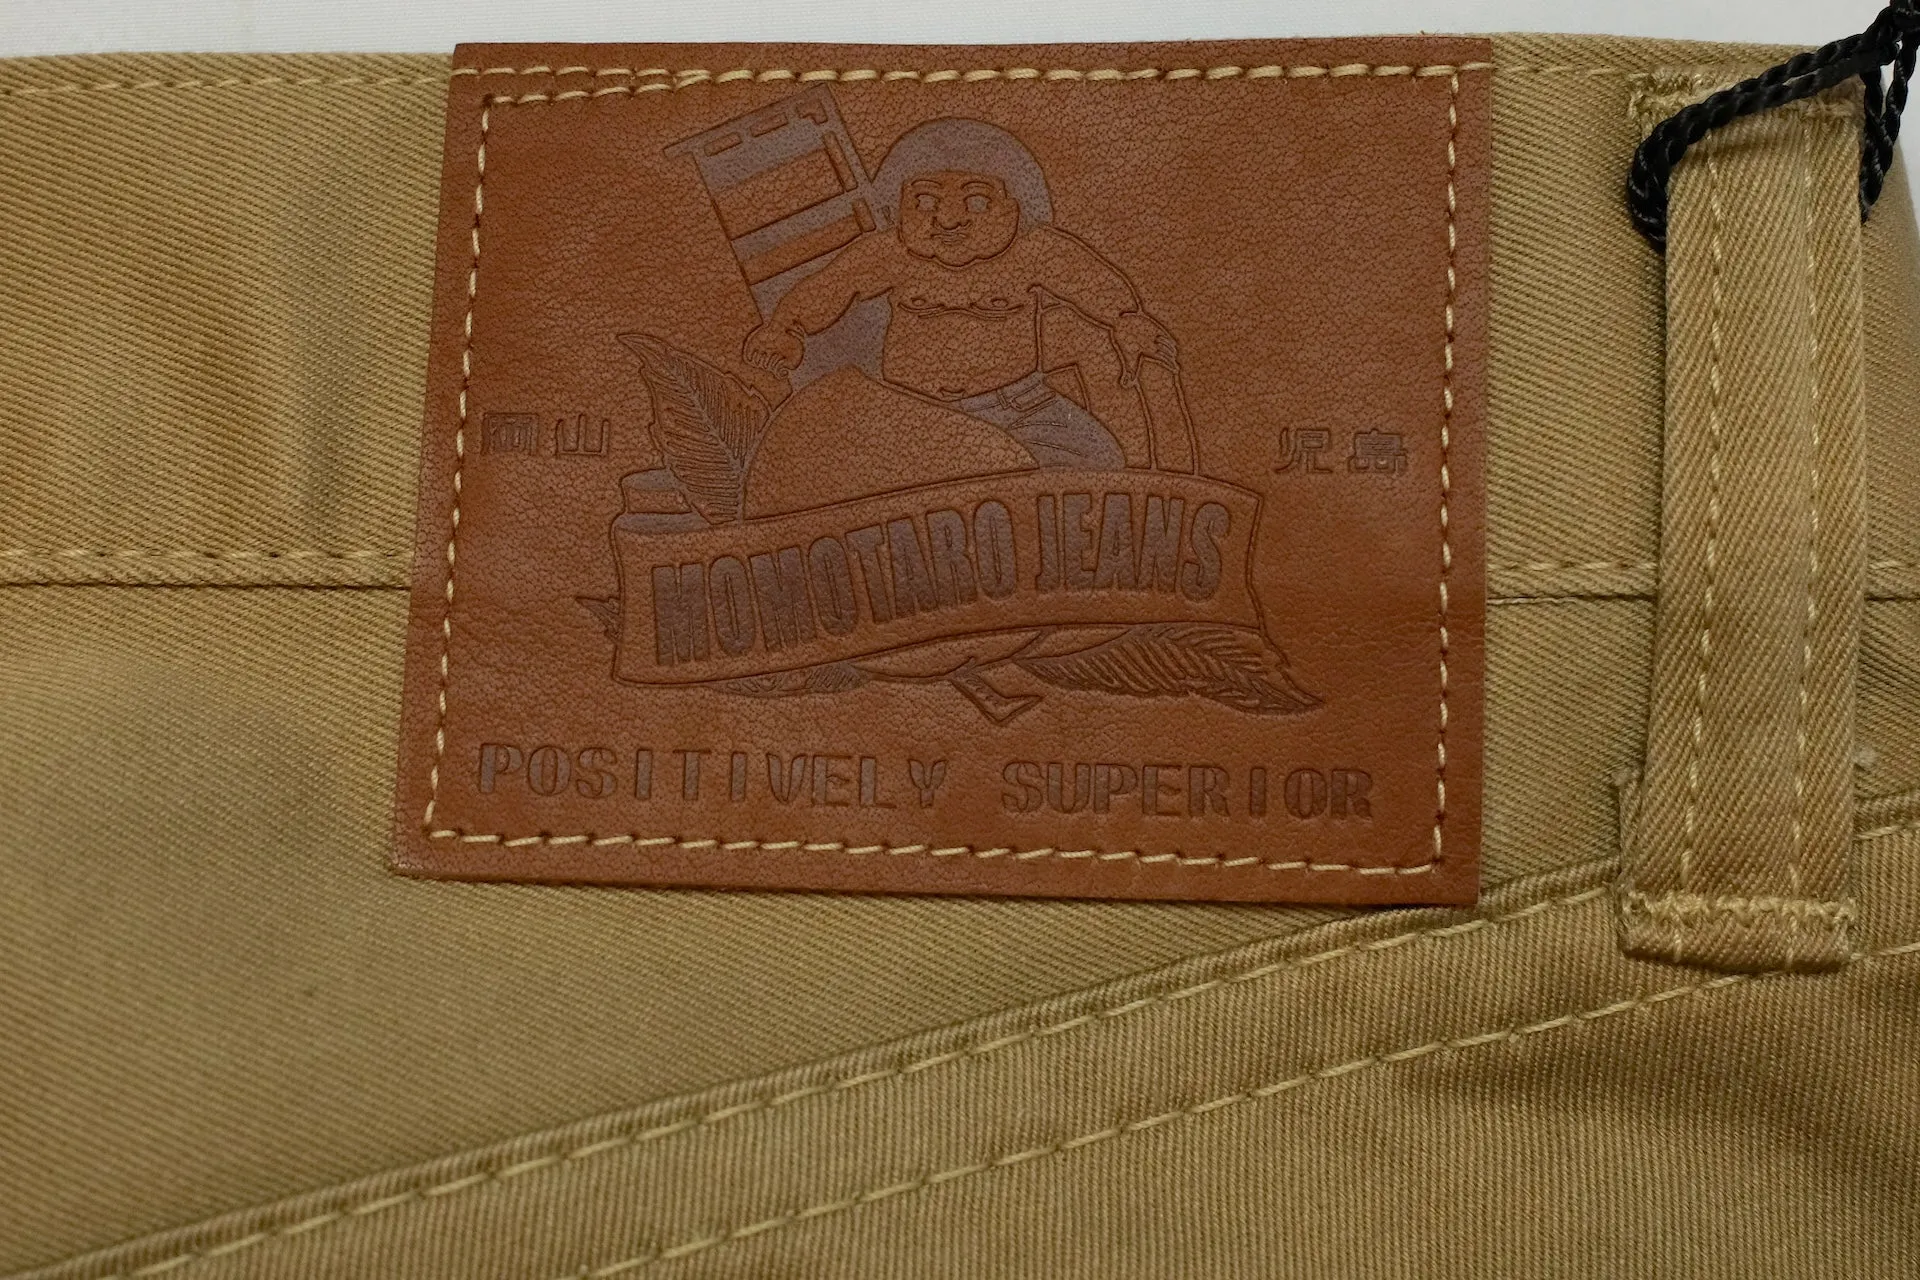 岡山 児島
MOMOTARO JEANS
POSITIVELY SUPERIOR